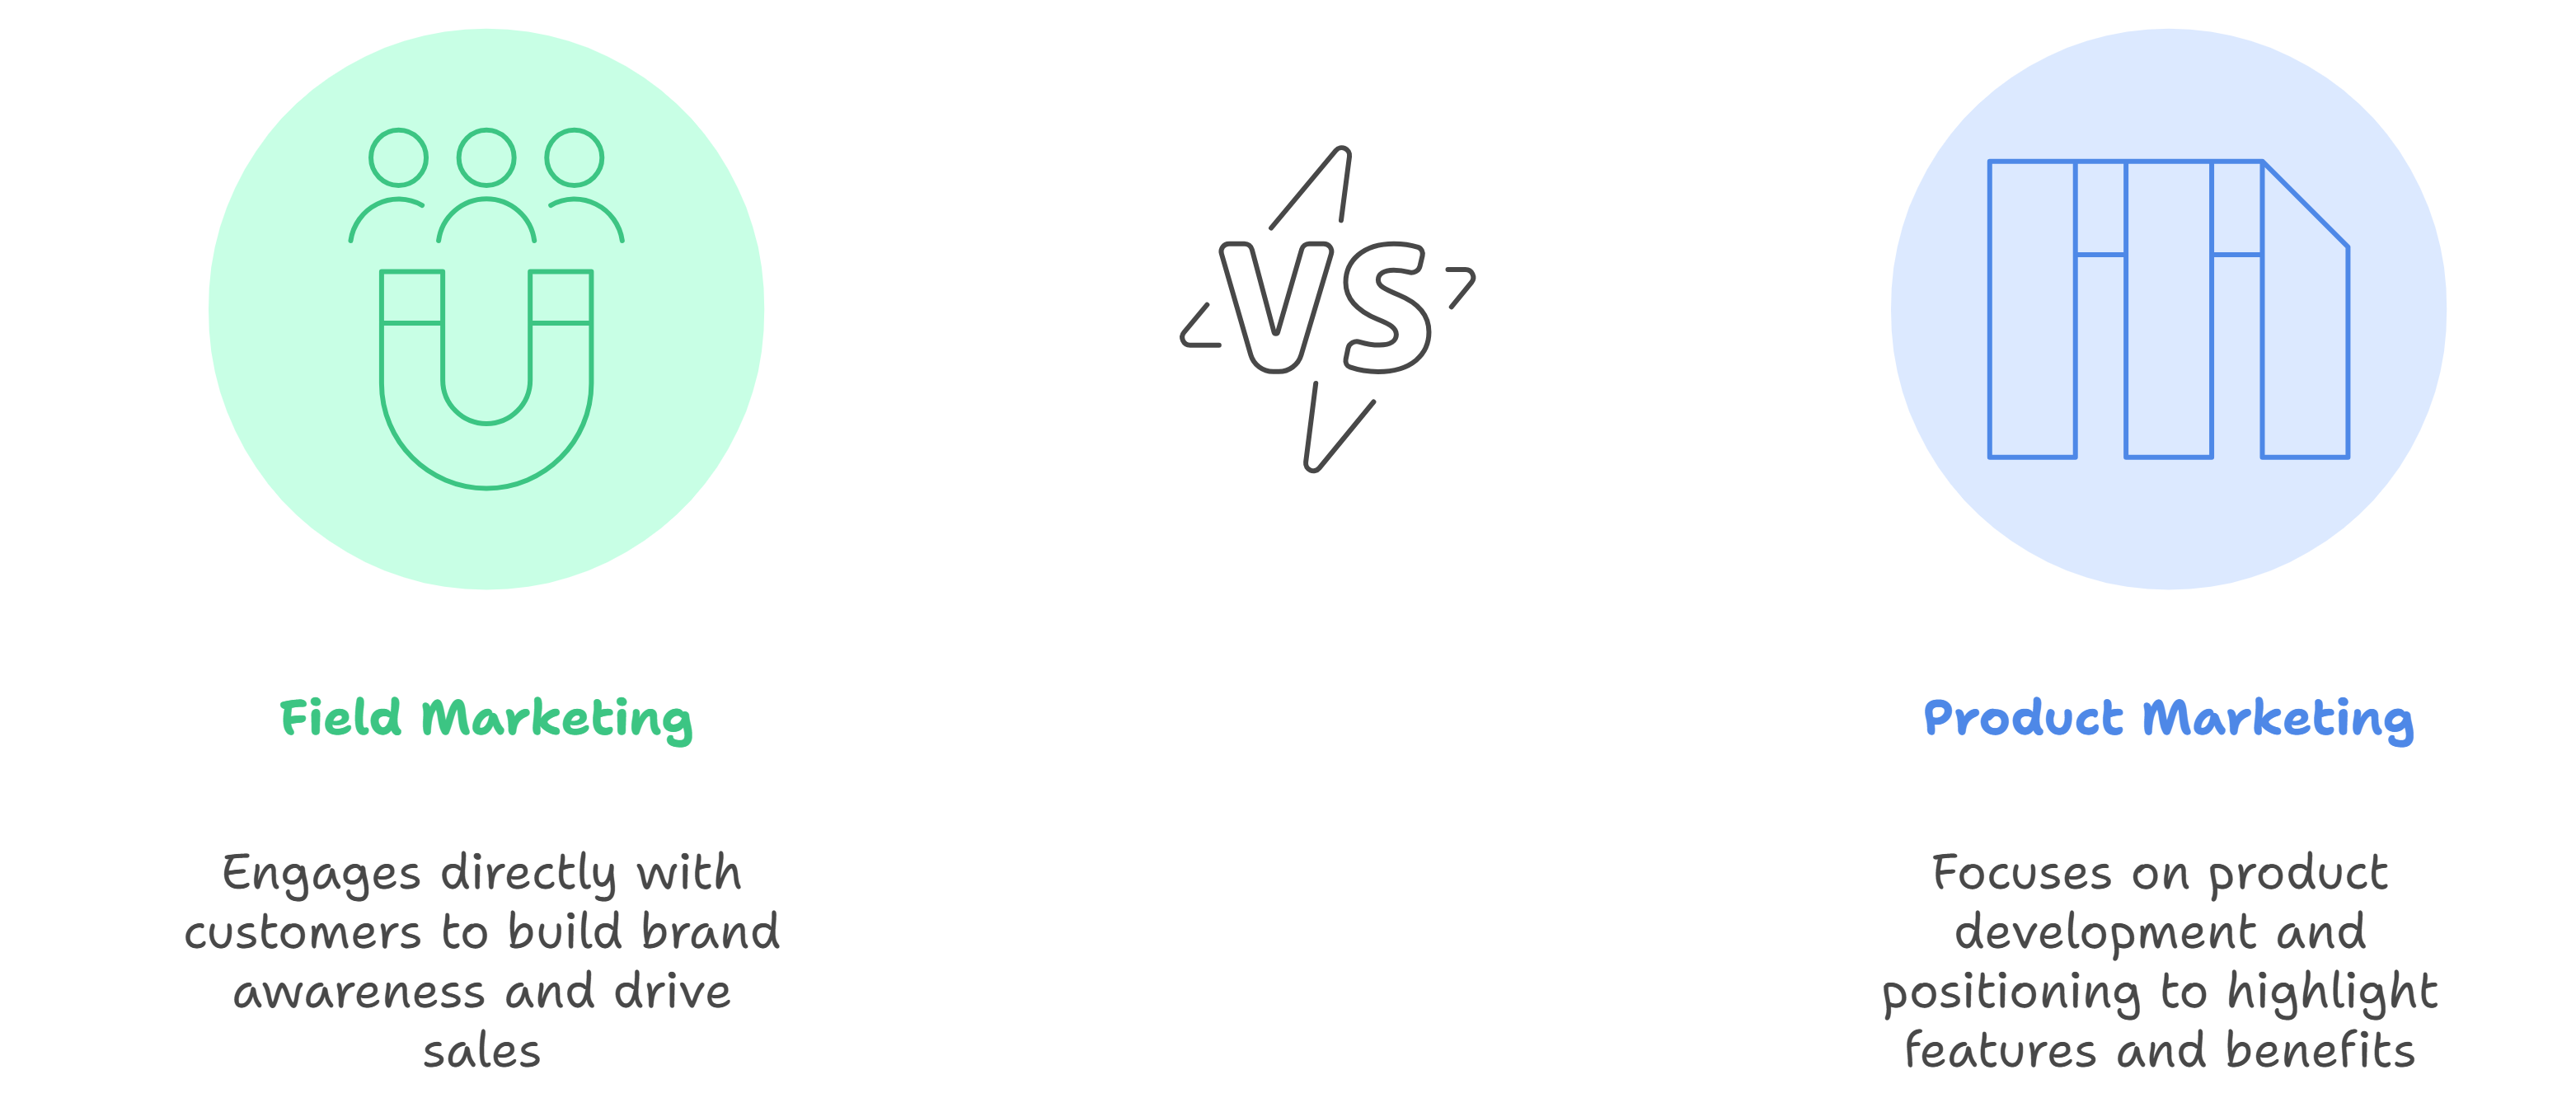 VS
Field Marketing
Engages directly with
customers to build brand
awareness and drive
sales
Product Marketing
Focuses on product
development and
positioning to highlight
features and benefits